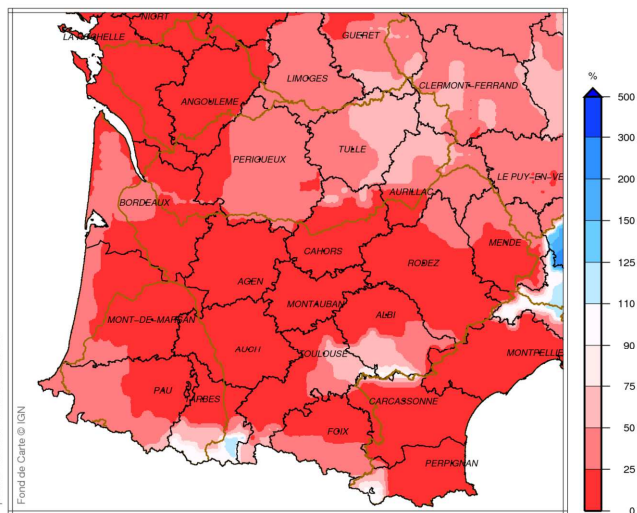 NIORT
LA ROCHELLE
GUERET
LIMOGES
CLERMONT-FERRAND
ANGOULEME
TULLE
PERIGUEUX
LE PUY-EN-VE
AURILLAC
BORDEAUX
MENDE
CAHORS
RODEZ
AGEN
MONTAUBAN
ALBI
MONT-DE-MARSAN
AUCH
TOULOUSE
MONTPELLIE
PAU
TARBES
CARCASSONNE
FOIX
PERPIGNAN
Fond de Carte © IGN
%
500
300
200
150
125
110
90
75
50
25
0